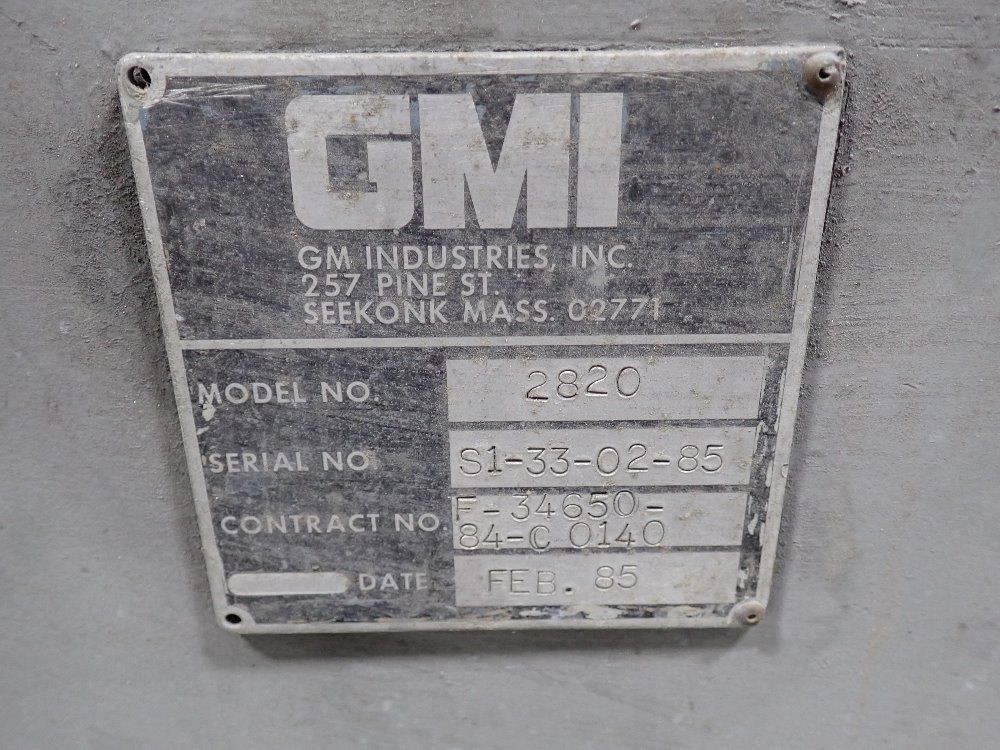 GMI
GM INDUSTRIES, INC.
257 PINE ST.
SEEKONK MASS. 02771
MODEL NO. 2820
SERIAL NO S1-33-02-85
CONTRACT NO. F-34650-
84-C 0140
DATE FEB. 85